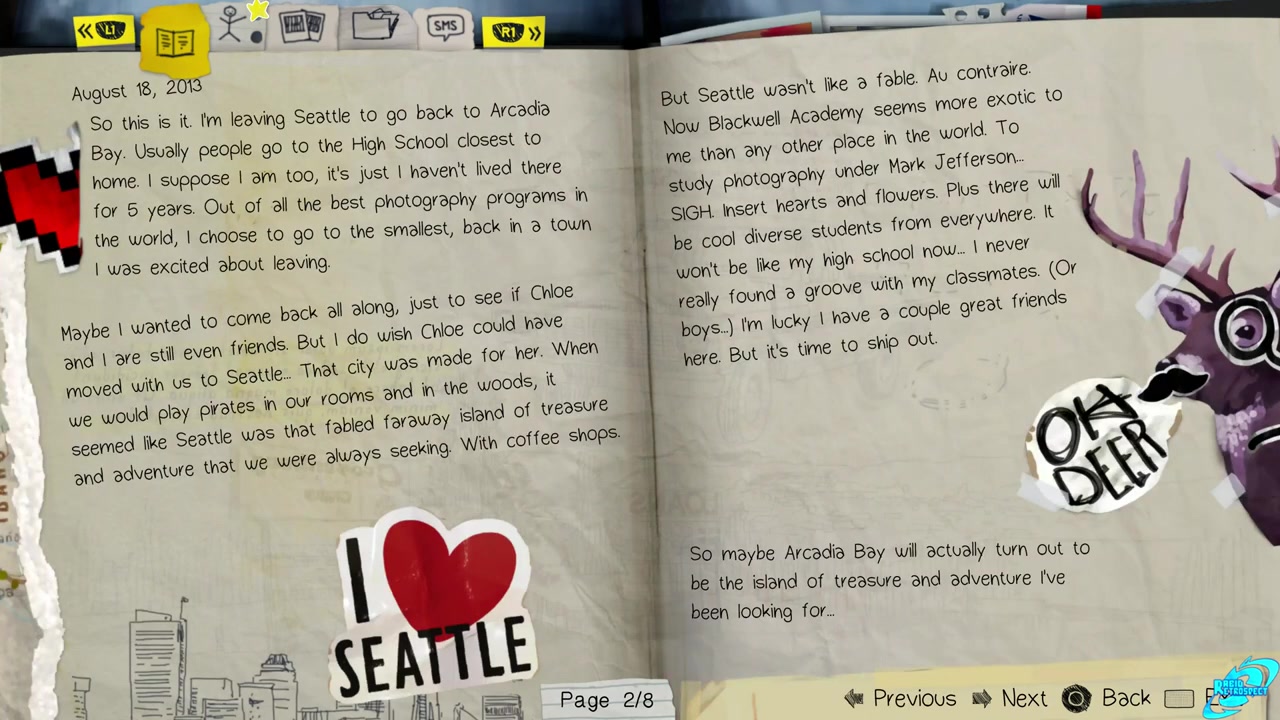 L1
SMS
R1
August 18, 2013
So this is it. I'm leaving Seattle to go back to Arcadia
Bay. Usually people go to the High School closest to
home. I suppose I am too, it's just I haven't lived there
for 5 years. Out of all the best photography programs in
the world, I choose to go to the smallest, back in a town
I was excited about leaving.
Maybe I wanted to come back all along, just to see if Chloe
and I are still even friends. But I do wish Chloe could have
moved with us to Seattle... That city was made for her. When
we would play pirates in our rooms and in the woods, it
seemed like Seattle was that fabled faraway island of treasure
and adventure that we were always seeking. With coffee shops.
I
SEATTLE
But Seattle wasn't like a fable. Au contraire.
Now Blackwell Academy seems more exotic to
me than any other place in the world. To
study photography under Mark Jefferson...
SIGH. Insert hearts and flowers. Plus there will
be cool diverse students from everywhere. It
won't be like my high school now... I never
really found a groove with my classmates. (Or
boys...) I'm lucky I have a couple great friends
here. But it's time to ship out.
OH
DEER
So maybe Arcadia Bay will actually turn out to
be the island of treasure and adventure I've
been looking for...
Page 2/8
Previous Next Back